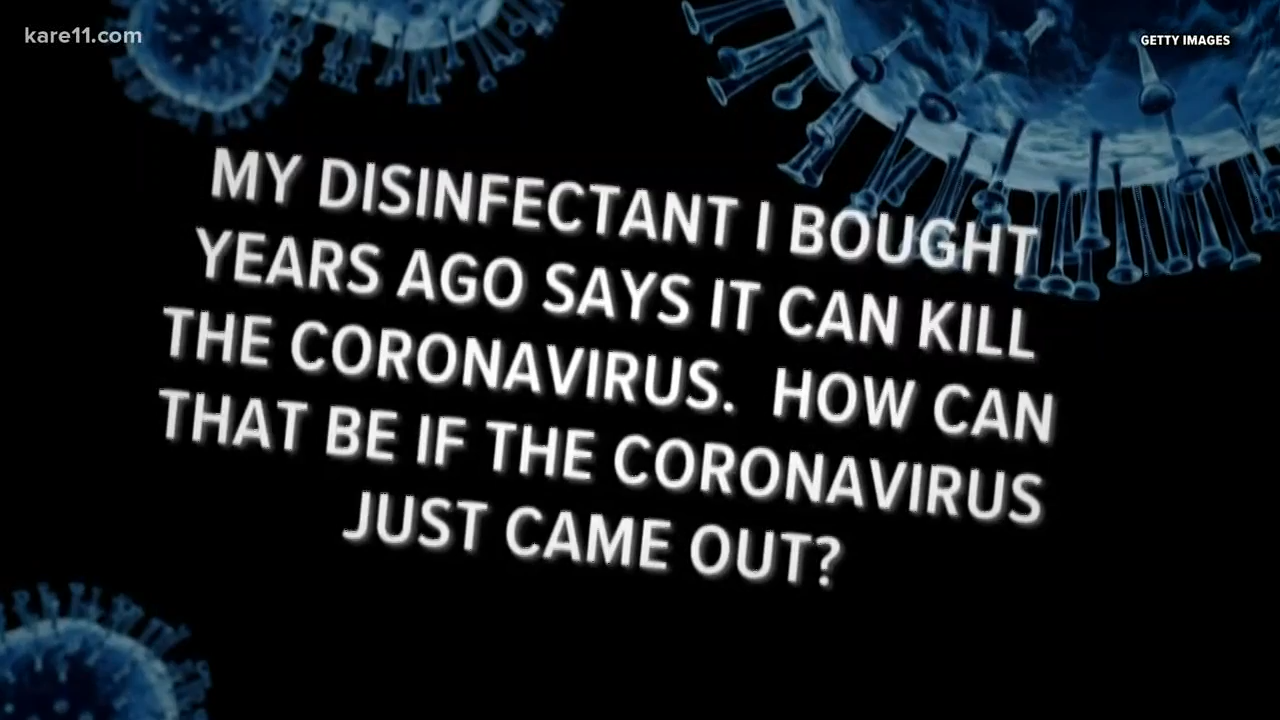 kare11.com
GETTY IMAGES
MY DISINFECTANT I BOUGHT
YEARS AGO SAYS IT CAN KILL
THE CORONAVIRUS. HOW CAN
THAT BE IF THE CORONAVIRUS
JUST CAME OUT?